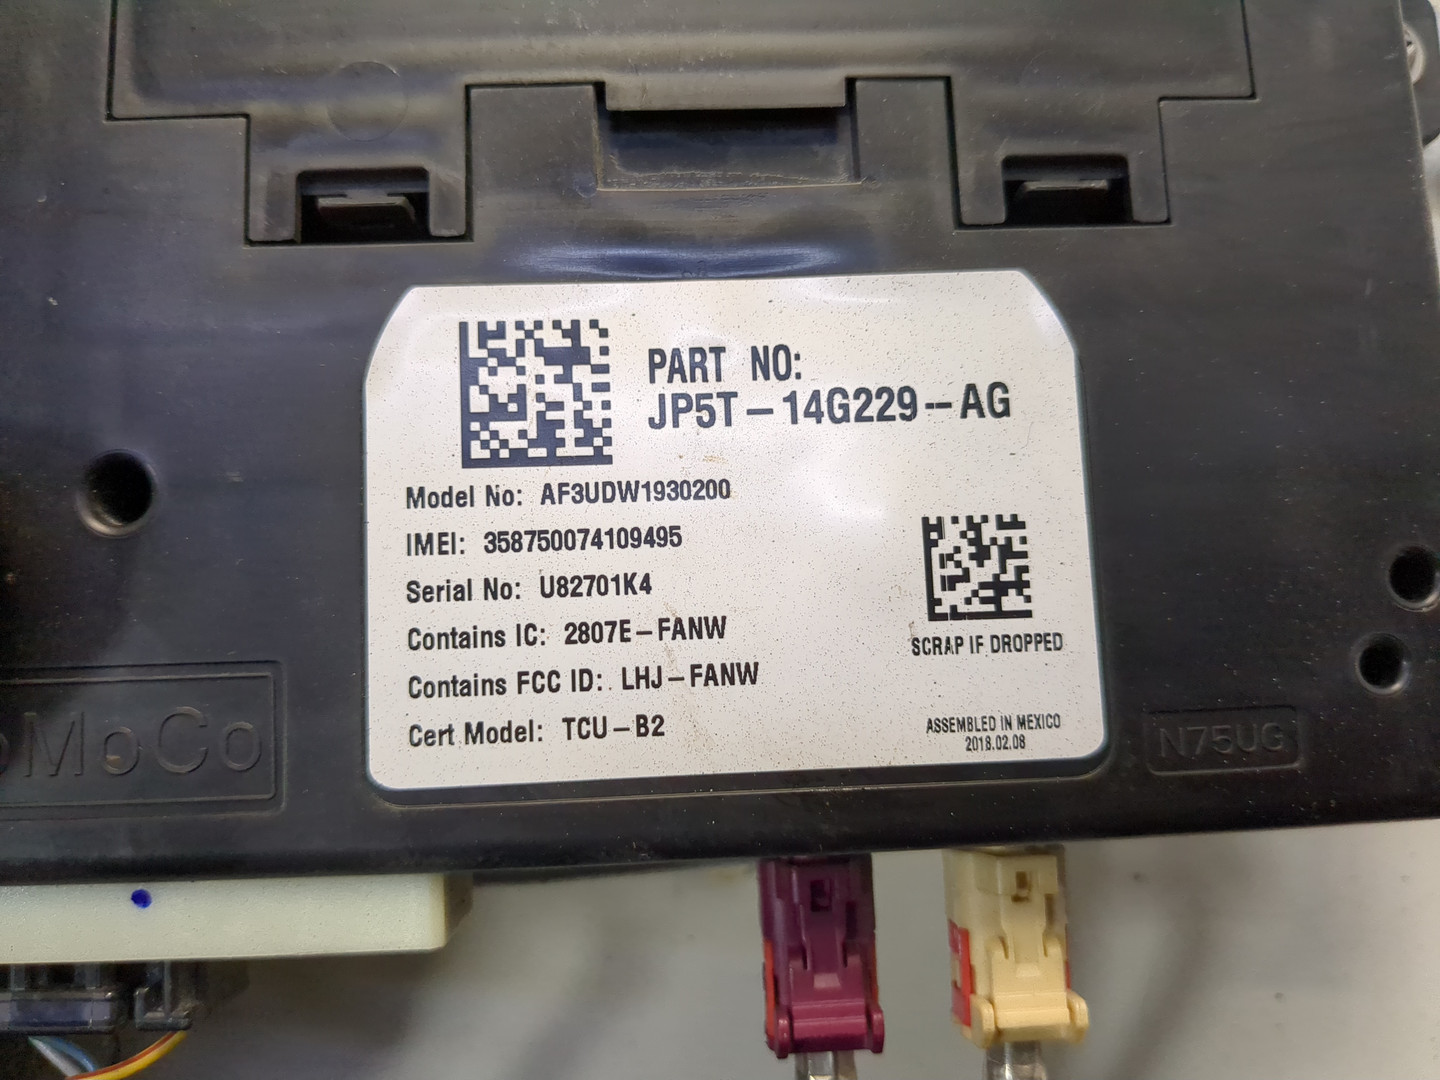 PART NO:
JP5T-14G229--AG
Model No: AF3UDW1930200
IMEI: 358750074109495
Serial No: U82701K4
Contains IC: 2807E-FANW
Contains FCC ID: LHJ-FANW
Cert Model: TCU-B2
SCRAP IF DROPPED
ASSEMBLED IN MEXICO
2018.02.08
oMoCo
N75UG